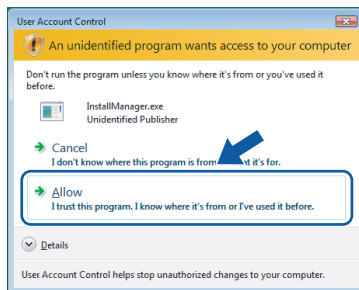 User Account Control
An unidentified program wants access to your computer
Don't run the program unless you know where it's from or you've used it
before.
InstallManager.exe
Unidentified Publisher
Cancel
I don't know where this program is from it's for.
Allow
I trust this program. I know where it's from or I've used it before.
Details
User Account Control helps stop unauthorized changes to your computer.